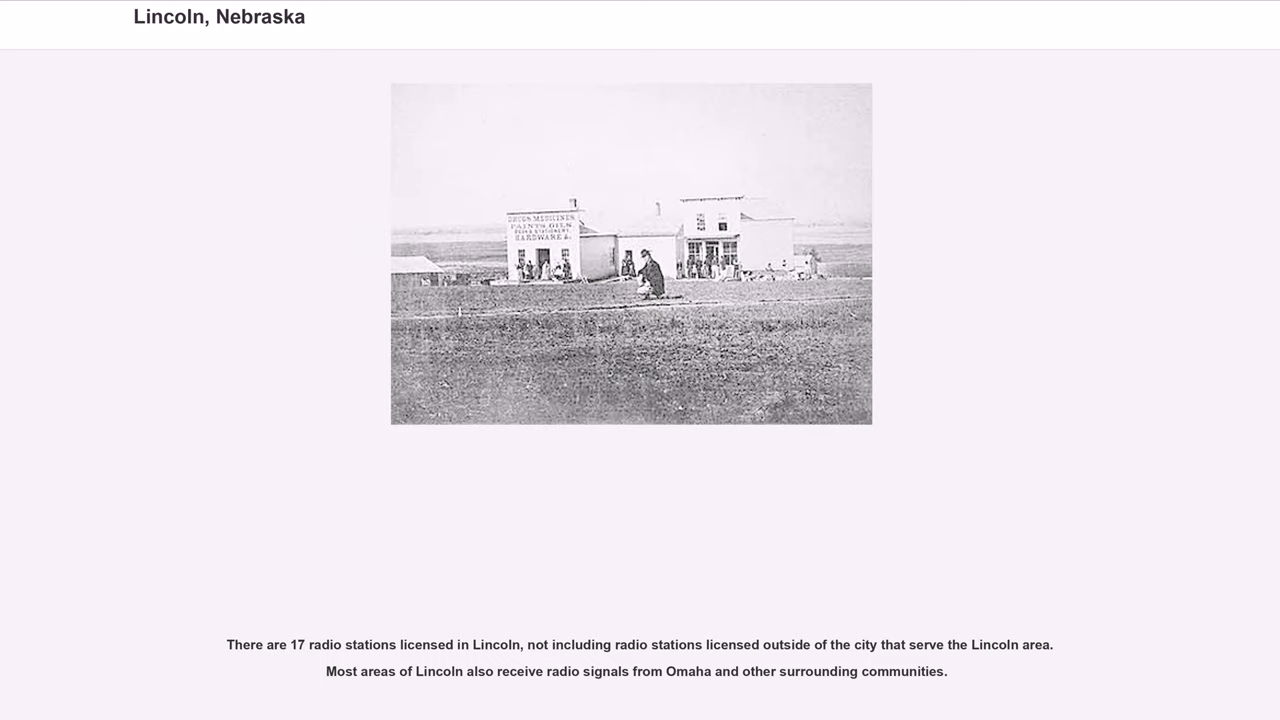 Lincoln, Nebraska
DRUGS MEDICINES
PAINTS OILS
HARDWARE &.
There are 17 radio stations licensed in Lincoln, not including radio stations licensed outside of the city that serve the Lincoln area.
Most areas of Lincoln also receive radio signals from Omaha and other surrounding communities.